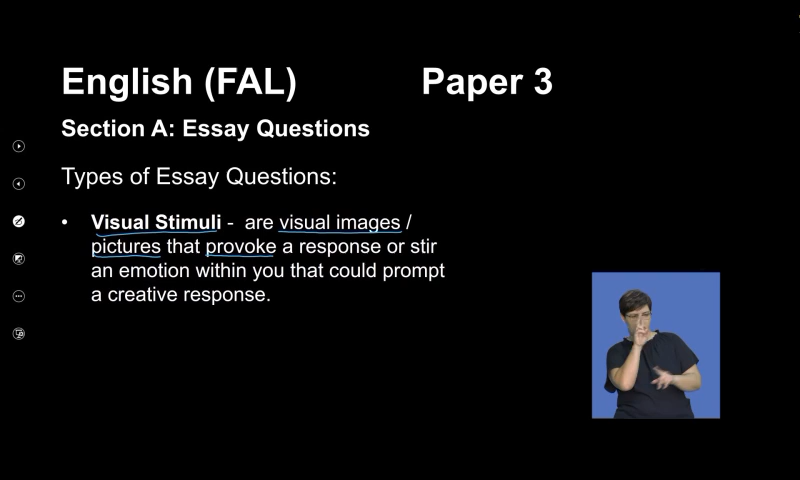 English (FAL) Paper 3
Section A: Essay Questions
Types of Essay Questions:
• Visual Stimuli - are visual images /
pictures that provoke a response or stir
an emotion within you that could prompt
a creative response.